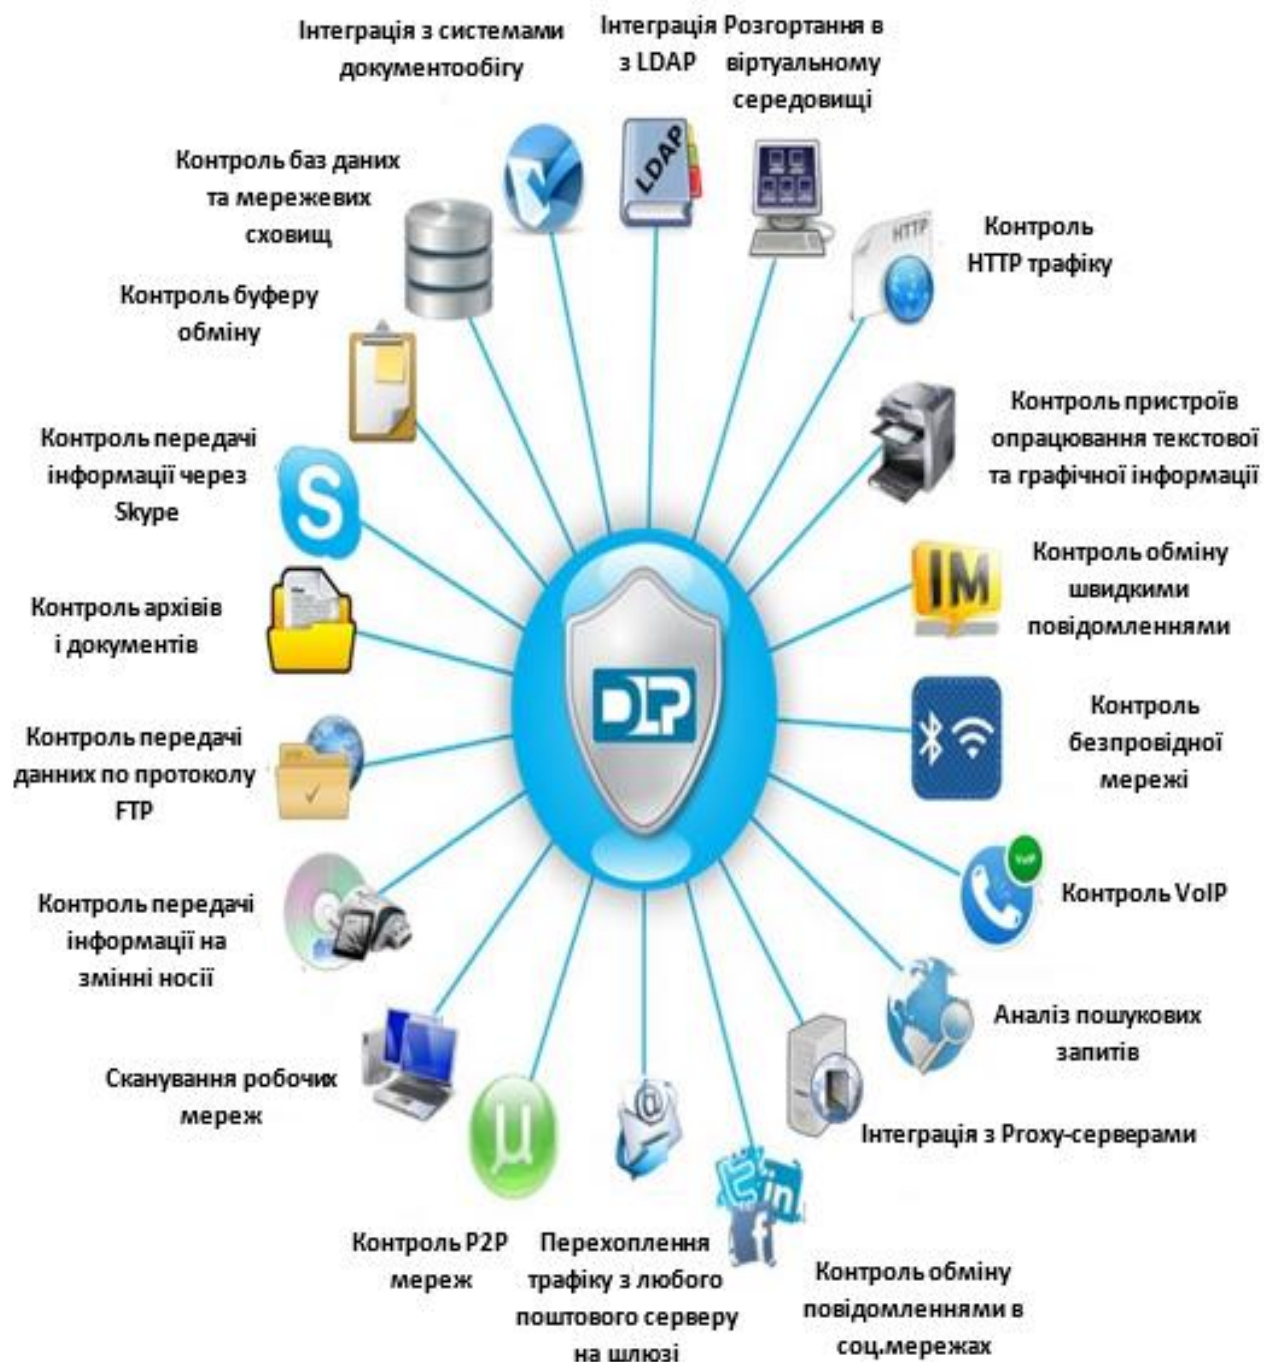 Інтеграція з системами
документообігу
Інтеграція
з LDAP
Розгортання в
віртуальному
середовищі
LDAP
Контроль баз даних
та мережевих
сховищ
HTTP
Контроль
HTTP трафіку
Контроль буферу
обміну
Контроль пристроїв
опрацювання текстової
та графічної інформації
Контроль передачі
інформації через
Skype
S
IM
Контроль обміну
швидкими
повідомленнями
Контроль архівів
і документів
DLP
Контроль
безпровідної
мережі
Контроль передачі
данних по протоколу
FTP
VoIP
Контроль VoIP
Контроль передачі
інформації на
змінні носії
Аналіз пошукових
запитів
Сканування робочих
мереж
µ
@
Інтеграція з Proxy-серверами
in
f
Контроль P2P
мереж
Перехоплення
трафіку з любого
поштового серверу
на шлюзі
Контроль обміну
повідомленнями в
соц.мережах